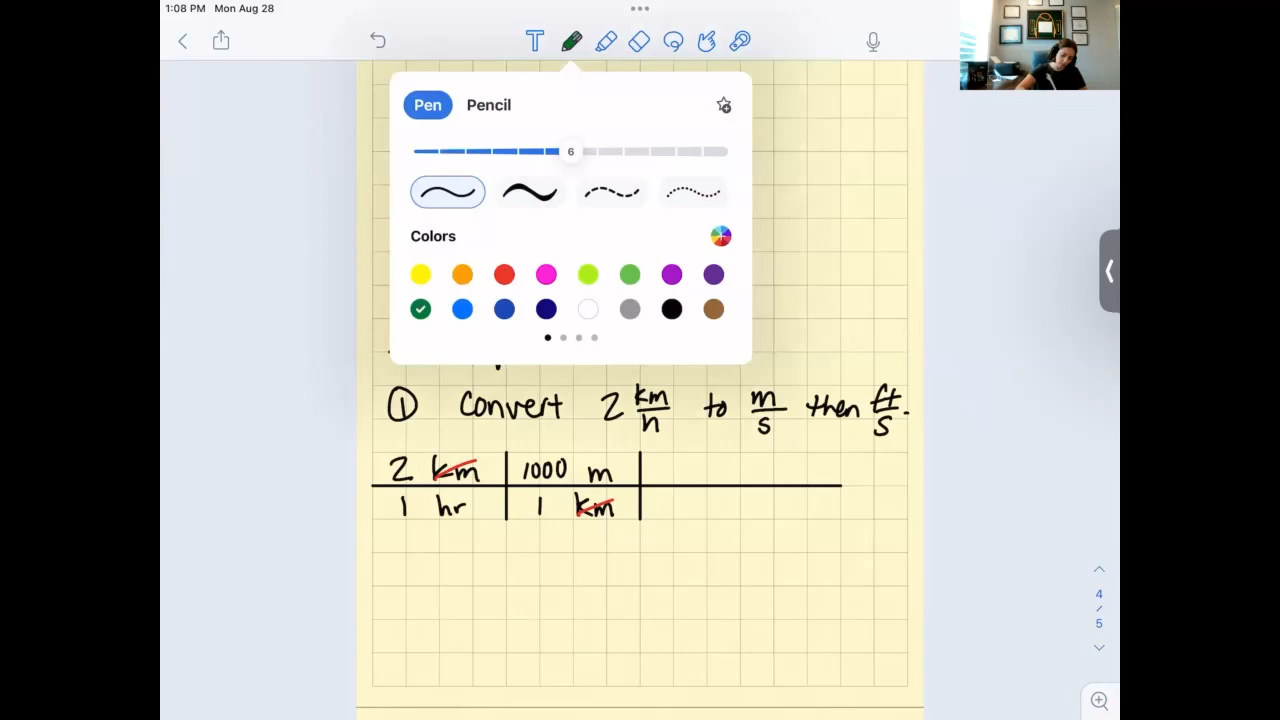 1:08 PM Mon Aug 28
T
Pen Pencil
6
Colors
① Convert 2 km/h to m/s then ft/s.
2 km 1000 m
1 hr 1 km
4
/
5